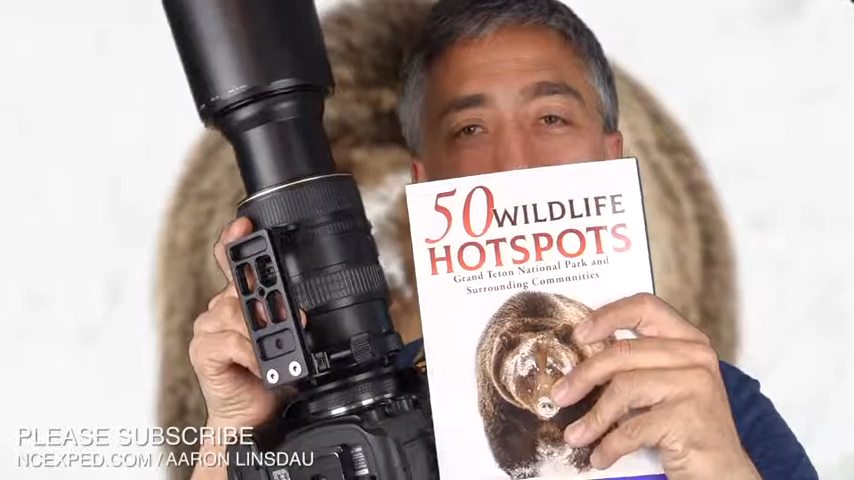 50 WILDLIFE
HOTSPOTS
Grand Teton National Park and
Surrounding Communities
PLEASE SUBSCRIBE
NCEXPED.COM / AARON LINSDAU